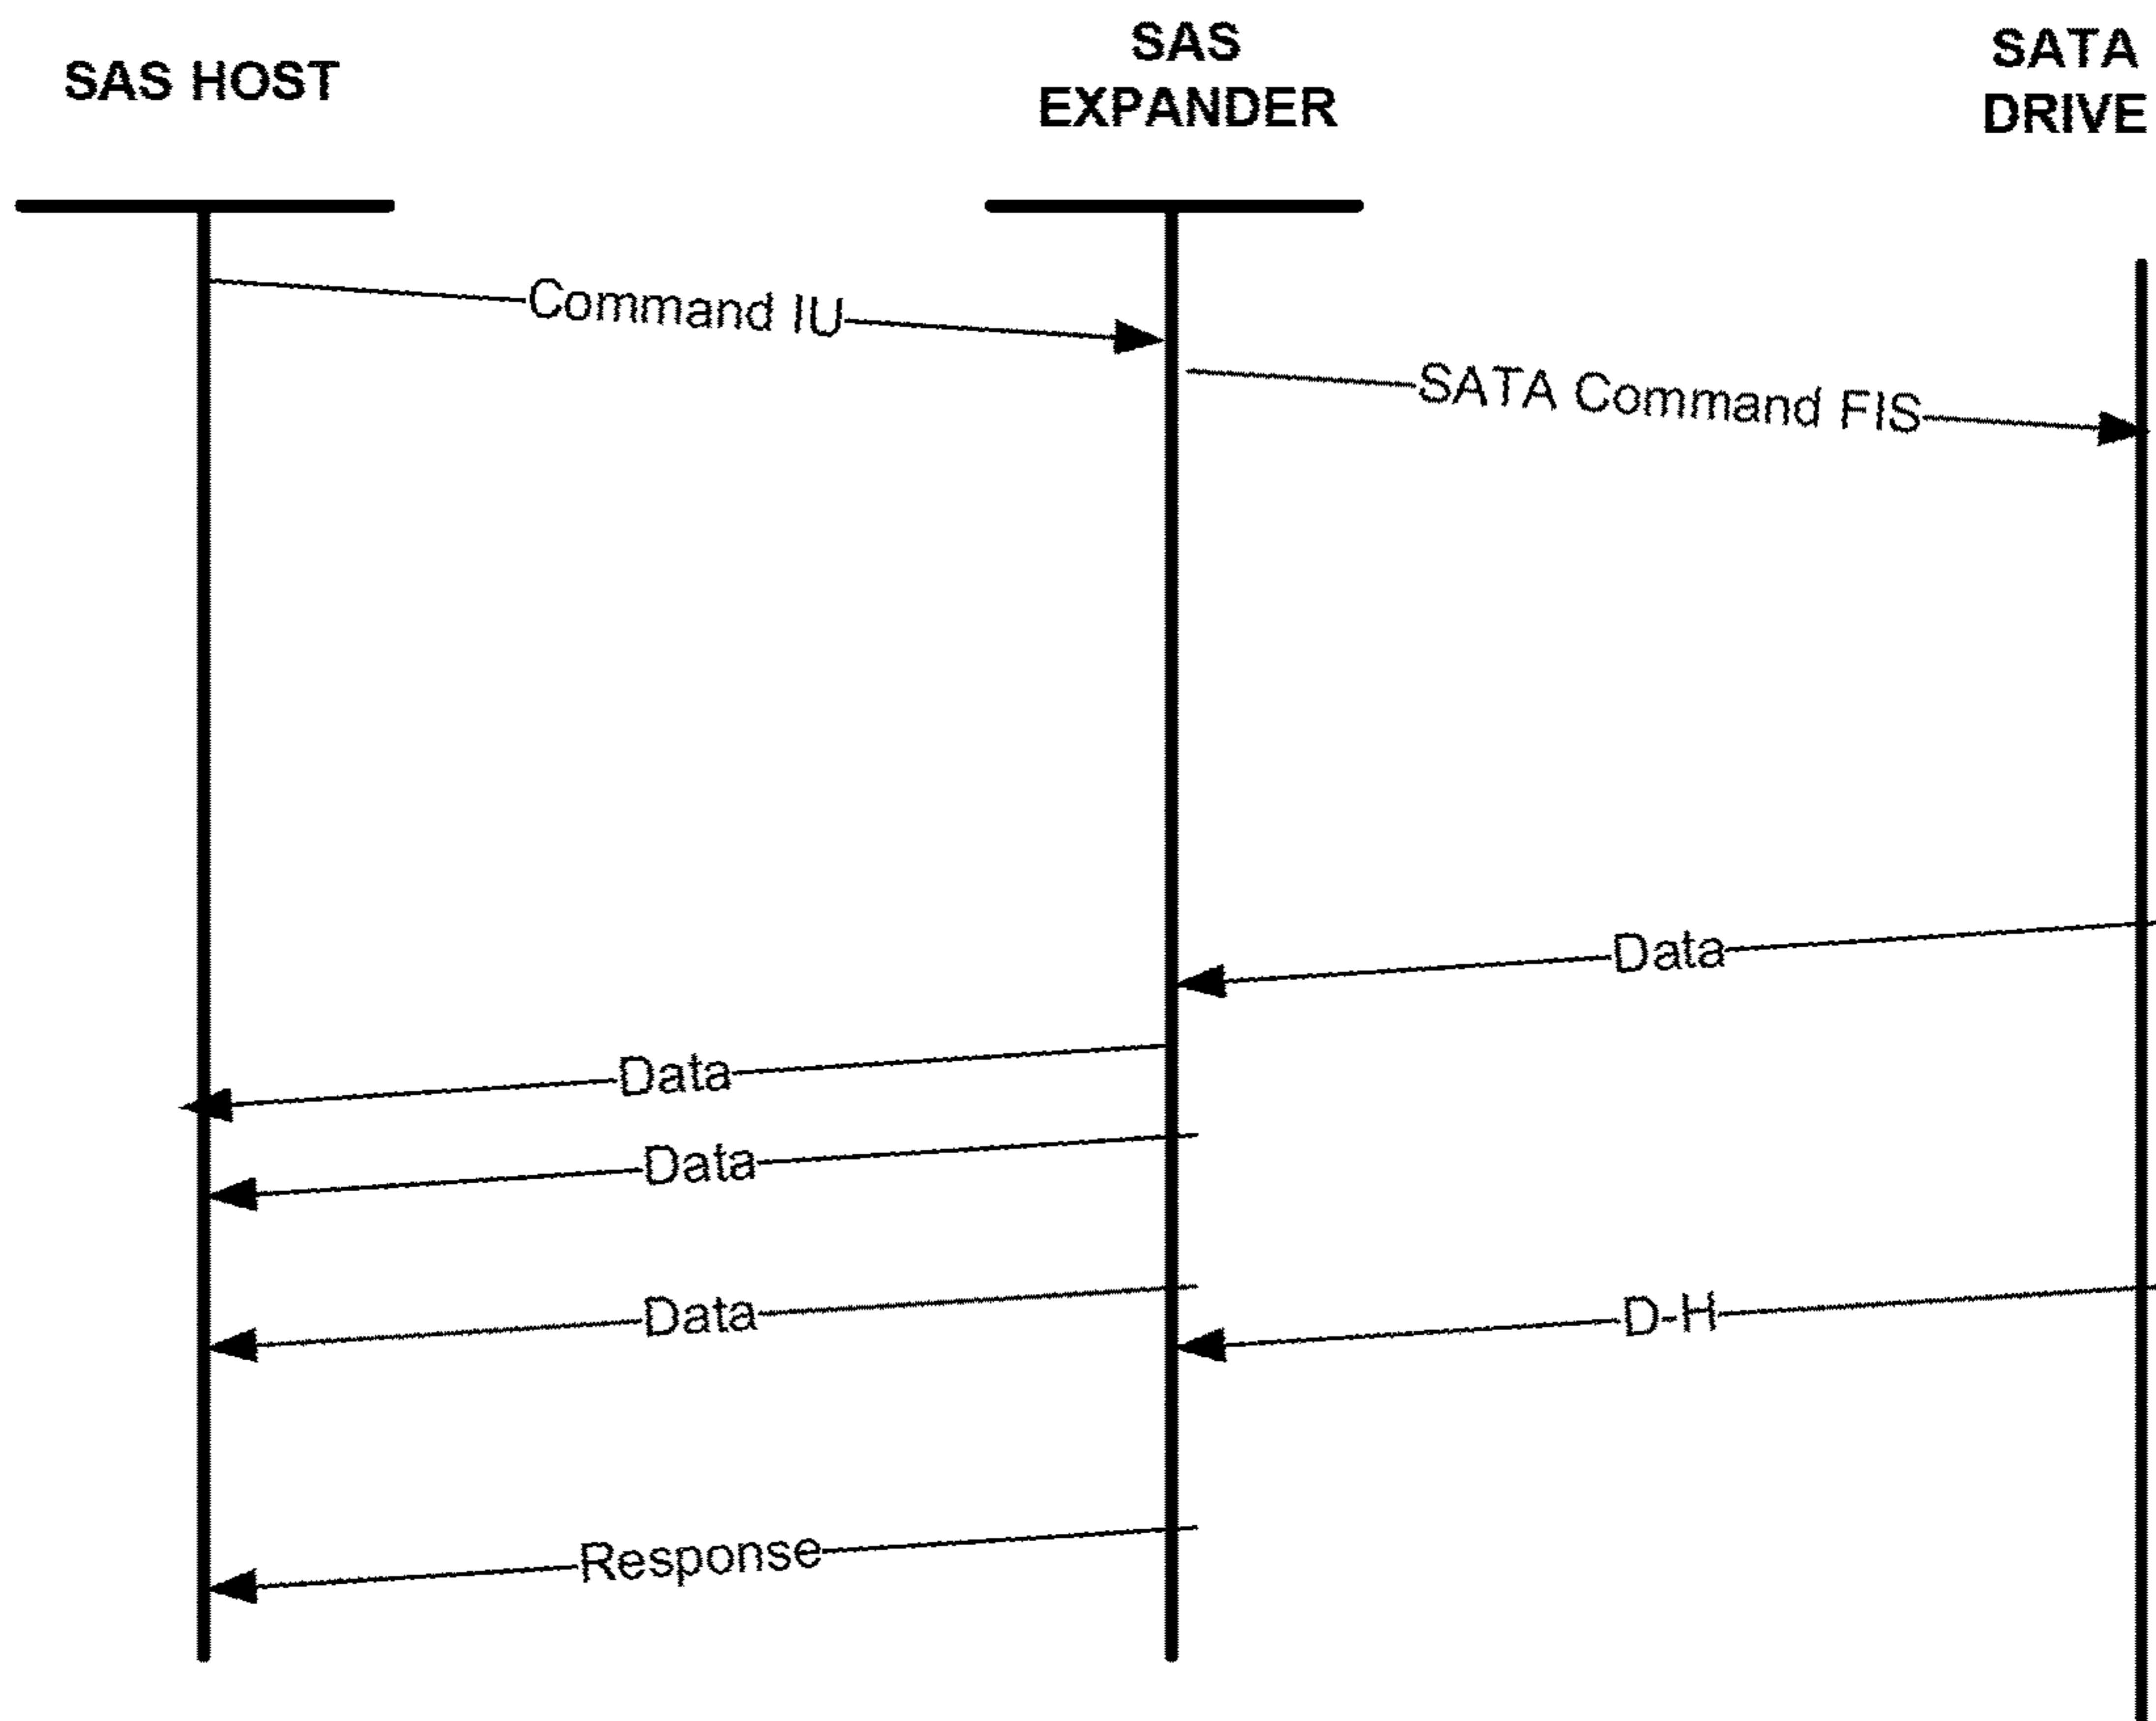 SAS HOST
SAS
EXPANDER
SATA
DRIVE
Command IU
SATA Command FIS
Data
Data
Data
Data
D-H
Response